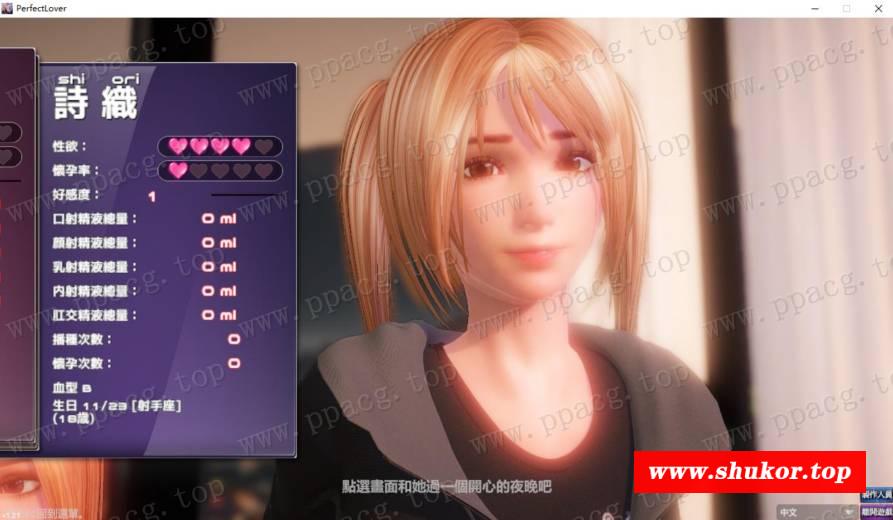 PerfectLover
shi ori
詩織
性欲：
懷孕率：
好感度： 1
口射精液總量： 0 ml
顏射精液總量： 0 ml
乳射精液總量： 0 ml
内射精液總量： 0 ml
肛交精液總量： 0 ml
播種次數： 0
懷孕次數： 0
血型 B
生日 11/23 [射手座]
(18歲)
點選畫面和她過一個開心的夜晚吧
www.shukor.top
製作人員
中文
離開遊戲
回到選單。
www.ppacg.top